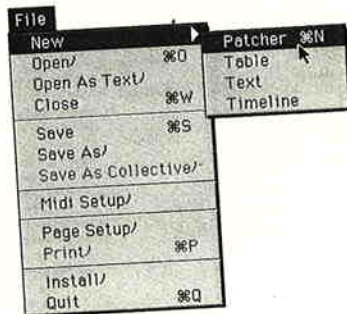 File
New
Open/ ⌘O
Open As Text/
Close ⌘W
Save ⌘S
Save As/
Save As Collective/
Midi Setup/
Page Setup/
Print/ ⌘P
Install/
Quit ⌘Q
Patcher ⌘N
Table
Text
Timeline